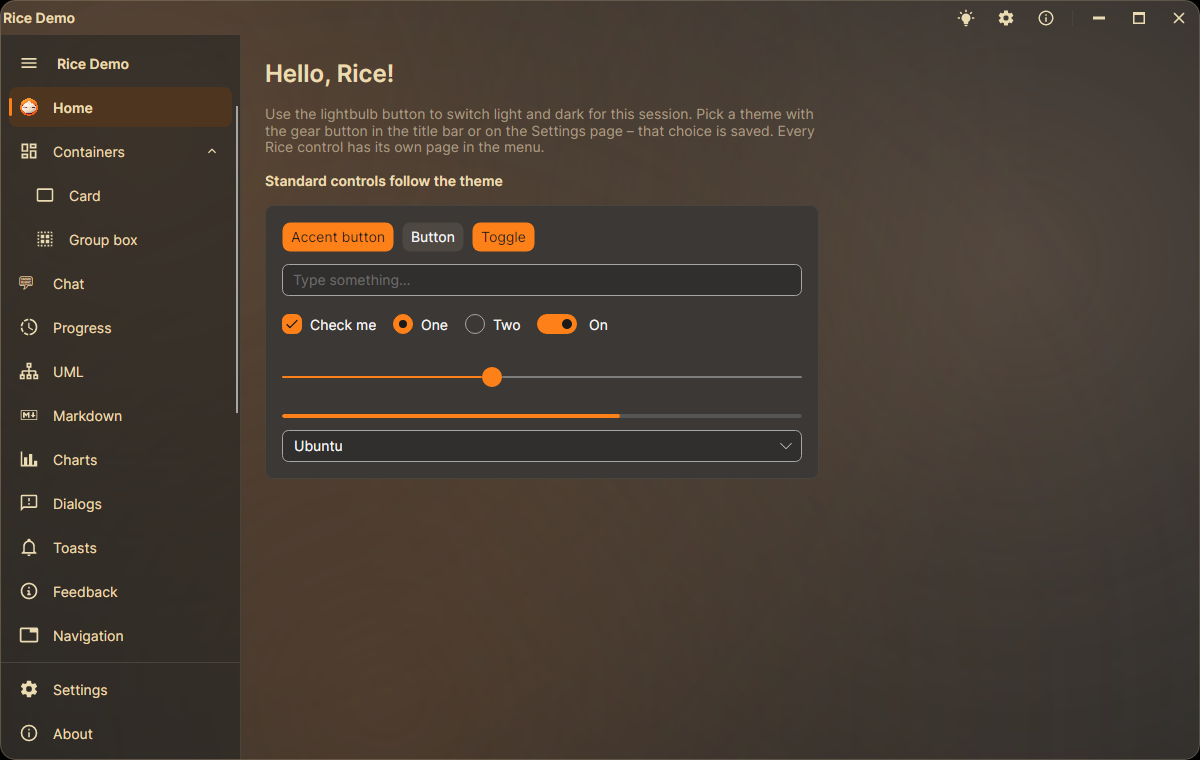 Rice Demo
Rice Demo
Home
Containers
Card
Group box
Chat
Progress
UML
Markdown
Charts
Dialogs
Toasts
Feedback
Navigation
Settings
About
Hello, Rice!
Use the lightbulb button to switch light and dark for this session. Pick a theme with
the gear button in the title bar or on the Settings page – that choice is saved. Every
Rice control has its own page in the menu.
Standard controls follow the theme
Accent button Button Toggle
Type something...
Check me One Two On
Ubuntu